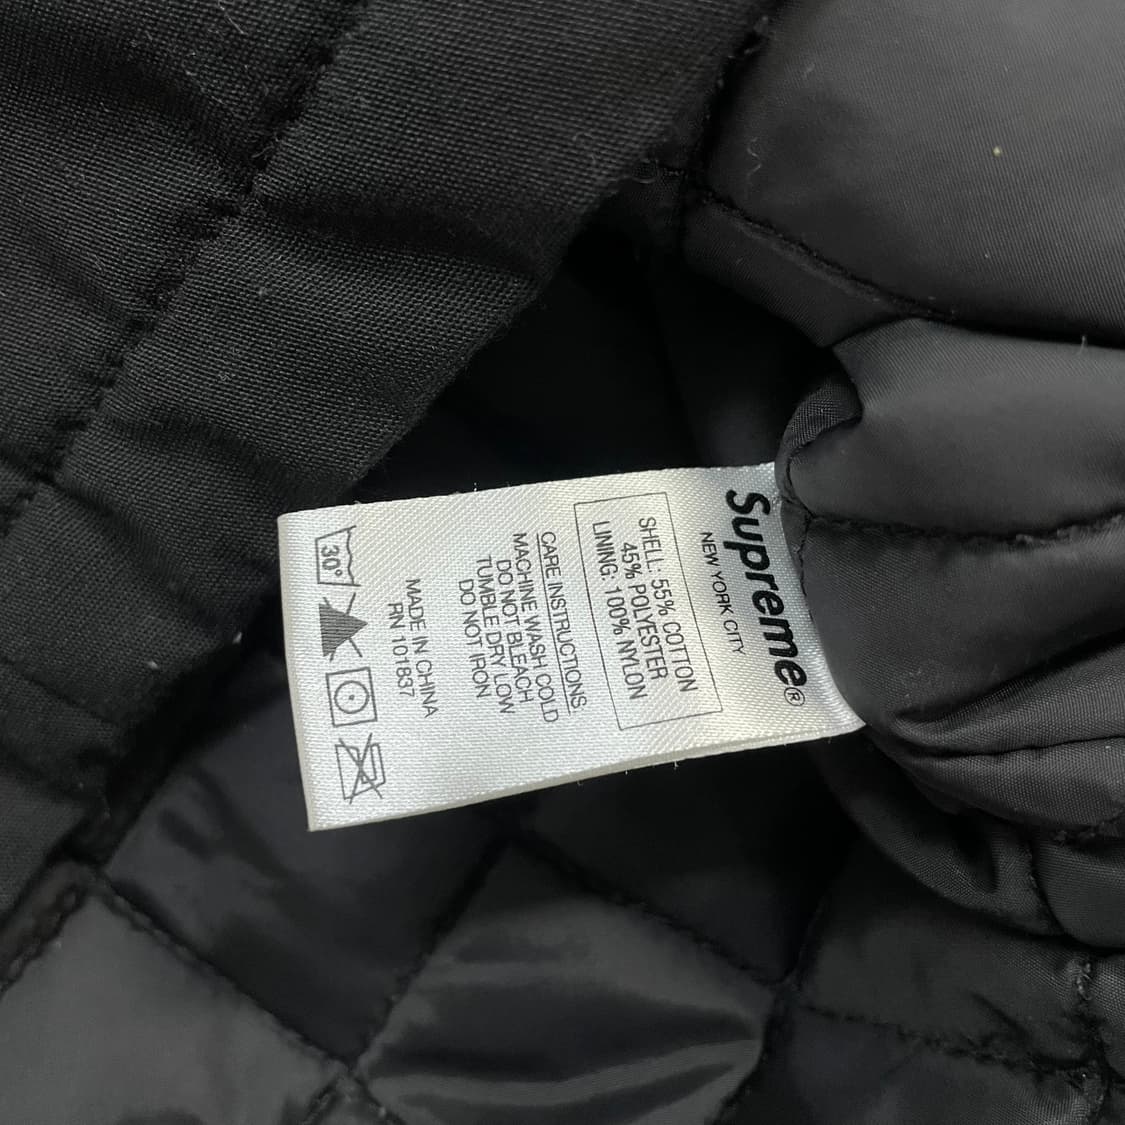 Supreme®
NEW YORK CITY
SHELL: 55% COTTON
45% POLYESTER
LINING: 100% NYLON
CARE INSTRUCTIONS
MACHINE WASH COLD
DO NOT BLEACH
TUMBLE DRY LOW
DO NOT IRON
MADE IN CHINA
RN 101837
30°